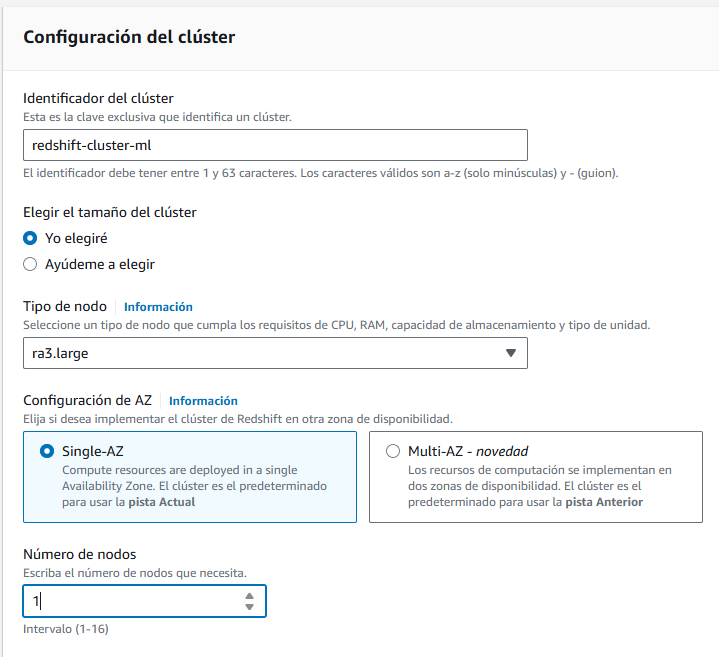 Configuración del clúster
Identificador del clúster
Esta es la clave exclusiva que identifica un clúster.
redshift-cluster-ml
El identificador debe tener entre 1 y 63 caracteres. Los caracteres válidos son a-z (solo minúsculas) y - (guion).
Elegir el tamaño del clúster
Yo elegiré
Ayúdeme a elegir
Tipo de nodo Información
Seleccione un tipo de nodo que cumpla los requisitos de CPU, RAM, capacidad de almacenamiento y tipo de unidad.
ra3.large
Configuración de AZ Información
Elija si desea implementar el clúster de Redshift en otra zona de disponibilidad.
Single-AZ
Compute resources are deployed in a single
Availability Zone. El clúster es el predeterminado
para usar la pista Actual
Multi-AZ - novedad
Los recursos de computación se implementan en
dos zonas de disponibilidad. El clúster es el
predeterminado para usar la pista Anterior
Número de nodos
Escriba el número de nodos que necesita.
1
Intervalo (1-16)